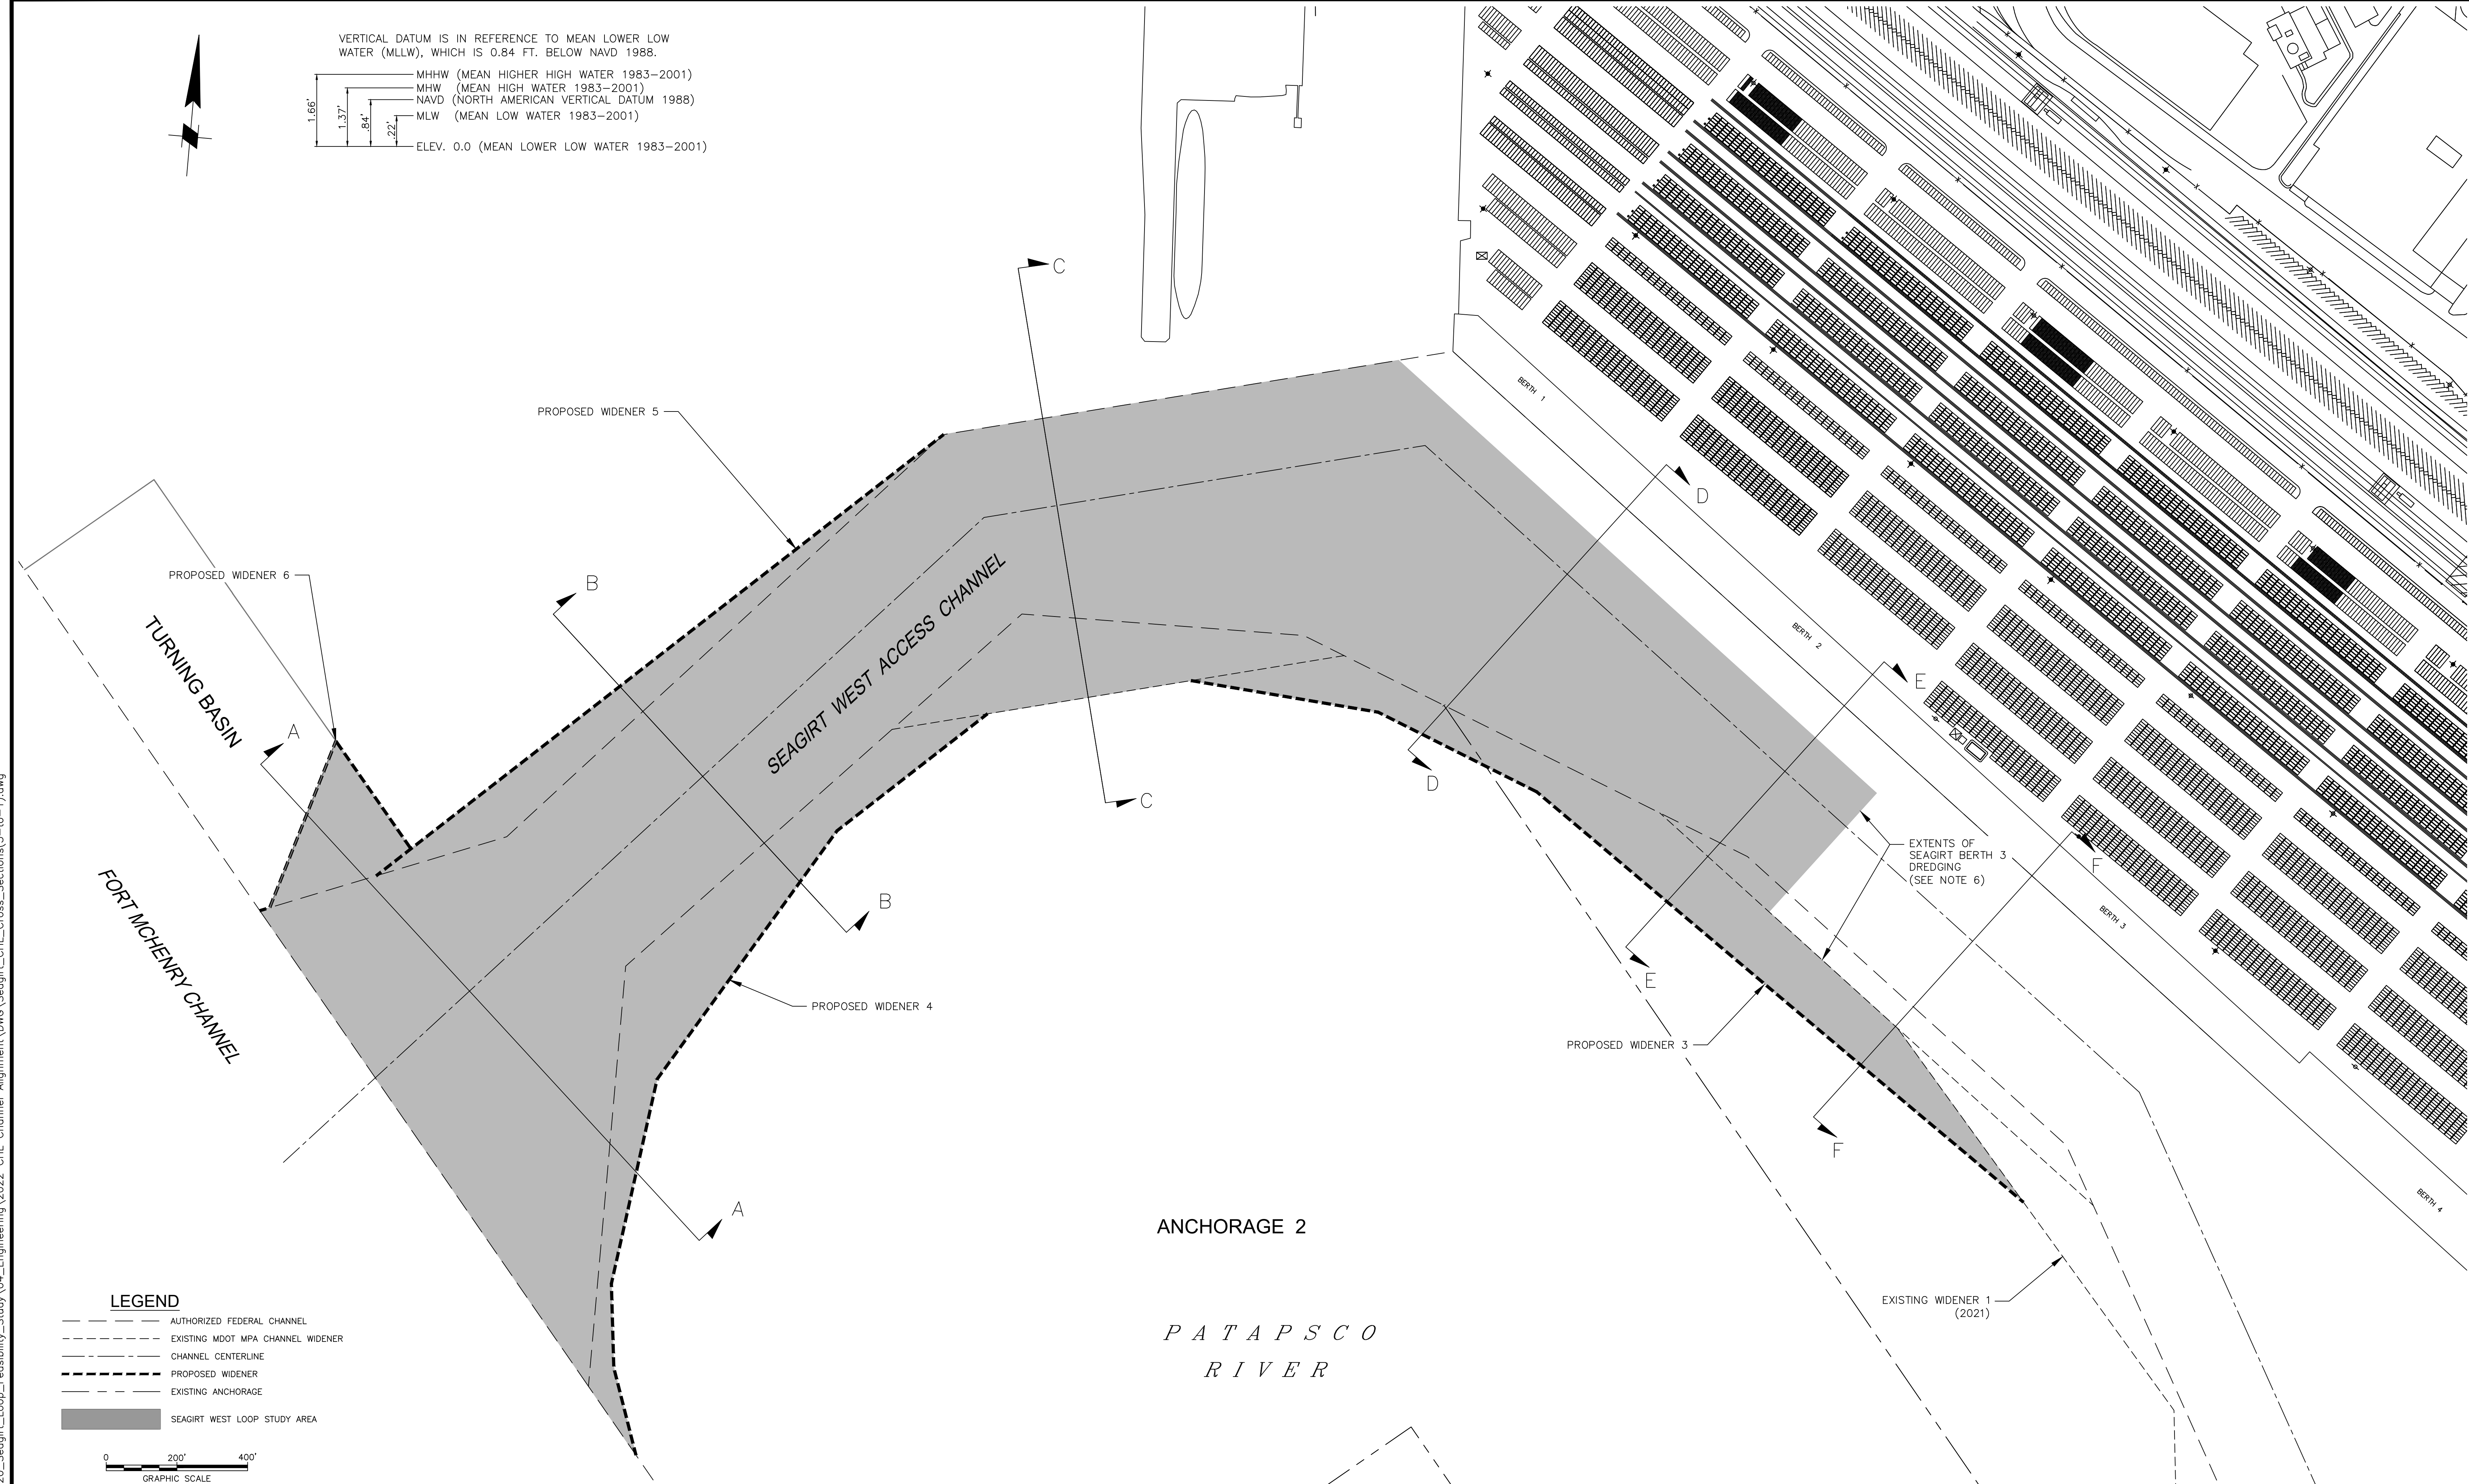 VERTICAL DATUM IS IN REFERENCE TO MEAN LOWER LOW
WATER (MLLW), WHICH IS 0.84 FT. BELOW NAVD 1988.
MHHW (MEAN HIGHER HIGH WATER 1983-2001)
MHW (MEAN HIGH WATER 1983-2001)
NAVD (NORTH AMERICAN VERTICAL DATUM 1988)
MLW (MEAN LOW WATER 1983-2001)
ELEV. 0.0 (MEAN LOWER LOW WATER 1983-2001)
1.66'
1.37'
.84'
.22'
C
BERTH 1
PROPOSED WIDENER 5
D
PROPOSED WIDENER 6
B
TURNING BASIN
SEAGIRT WEST ACCESS CHANNEL
BERTH 2
E
A
D
C
EXTENTS OF
SEAGIRT BERTH 3
DREDGING
(SEE NOTE 6)
F
B
FORT MCHENRY CHANNEL
BERTH 3
E
PROPOSED WIDENER 4
PROPOSED WIDENER 3
F
A
BERTH 4
ANCHORAGE 2
EXISTING WIDENER 1
(2021)
PATAPSCO
RIVER
LEGEND
AUTHORIZED FEDERAL CHANNEL
EXISTING MDOT MPA CHANNEL WIDENER
CHANNEL CENTERLINE
PROPOSED WIDENER
EXISTING ANCHORAGE
SEAGIRT WEST LOOP STUDY AREA
0 200' 400'
GRAPHIC SCALE